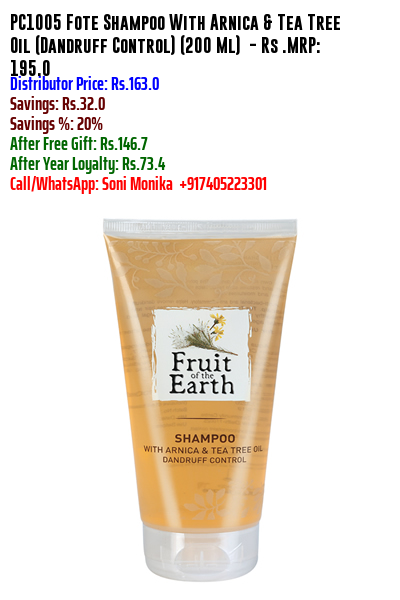 PC1005 Fote Shampoo With Arnica & Tea Tree
Oil (Dandruff Control) (200 Ml) - Rs .MRP:
195.0
Distributor Price: Rs.163.0
Savings: Rs.32.0
Savings %: 20%
After Free Gift: Rs.146.7
After Year Loyalty: Rs.73.4
Call/WhatsApp: Soni Monika +917405223301
Fruit
of the
Earth
SHAMPOO
WITH ARNICA & TEA TREE OIL
DANDRUFF CONTROL